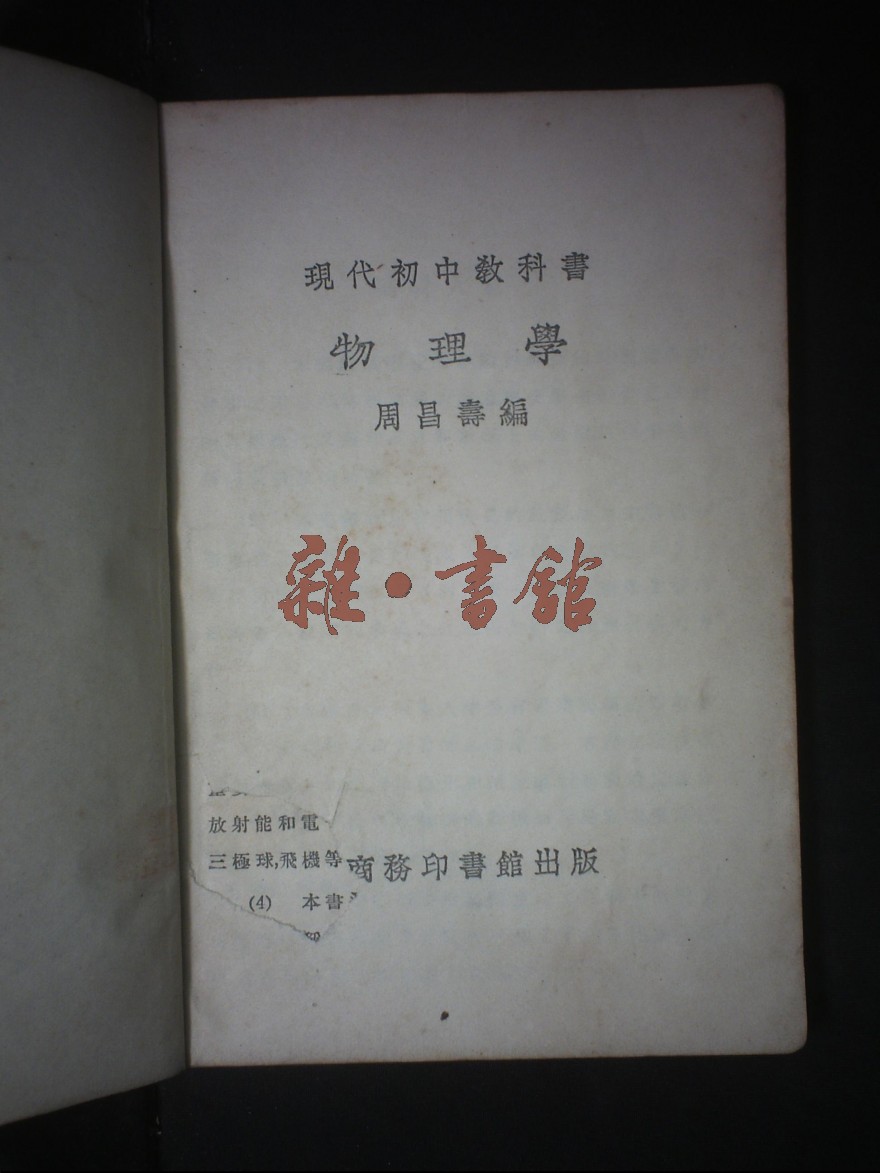 現代初中敎科書
物理學
周昌壽編
雜·書館
放射能和電
三極球,飛機等
商務印書館出版
(4) 本書